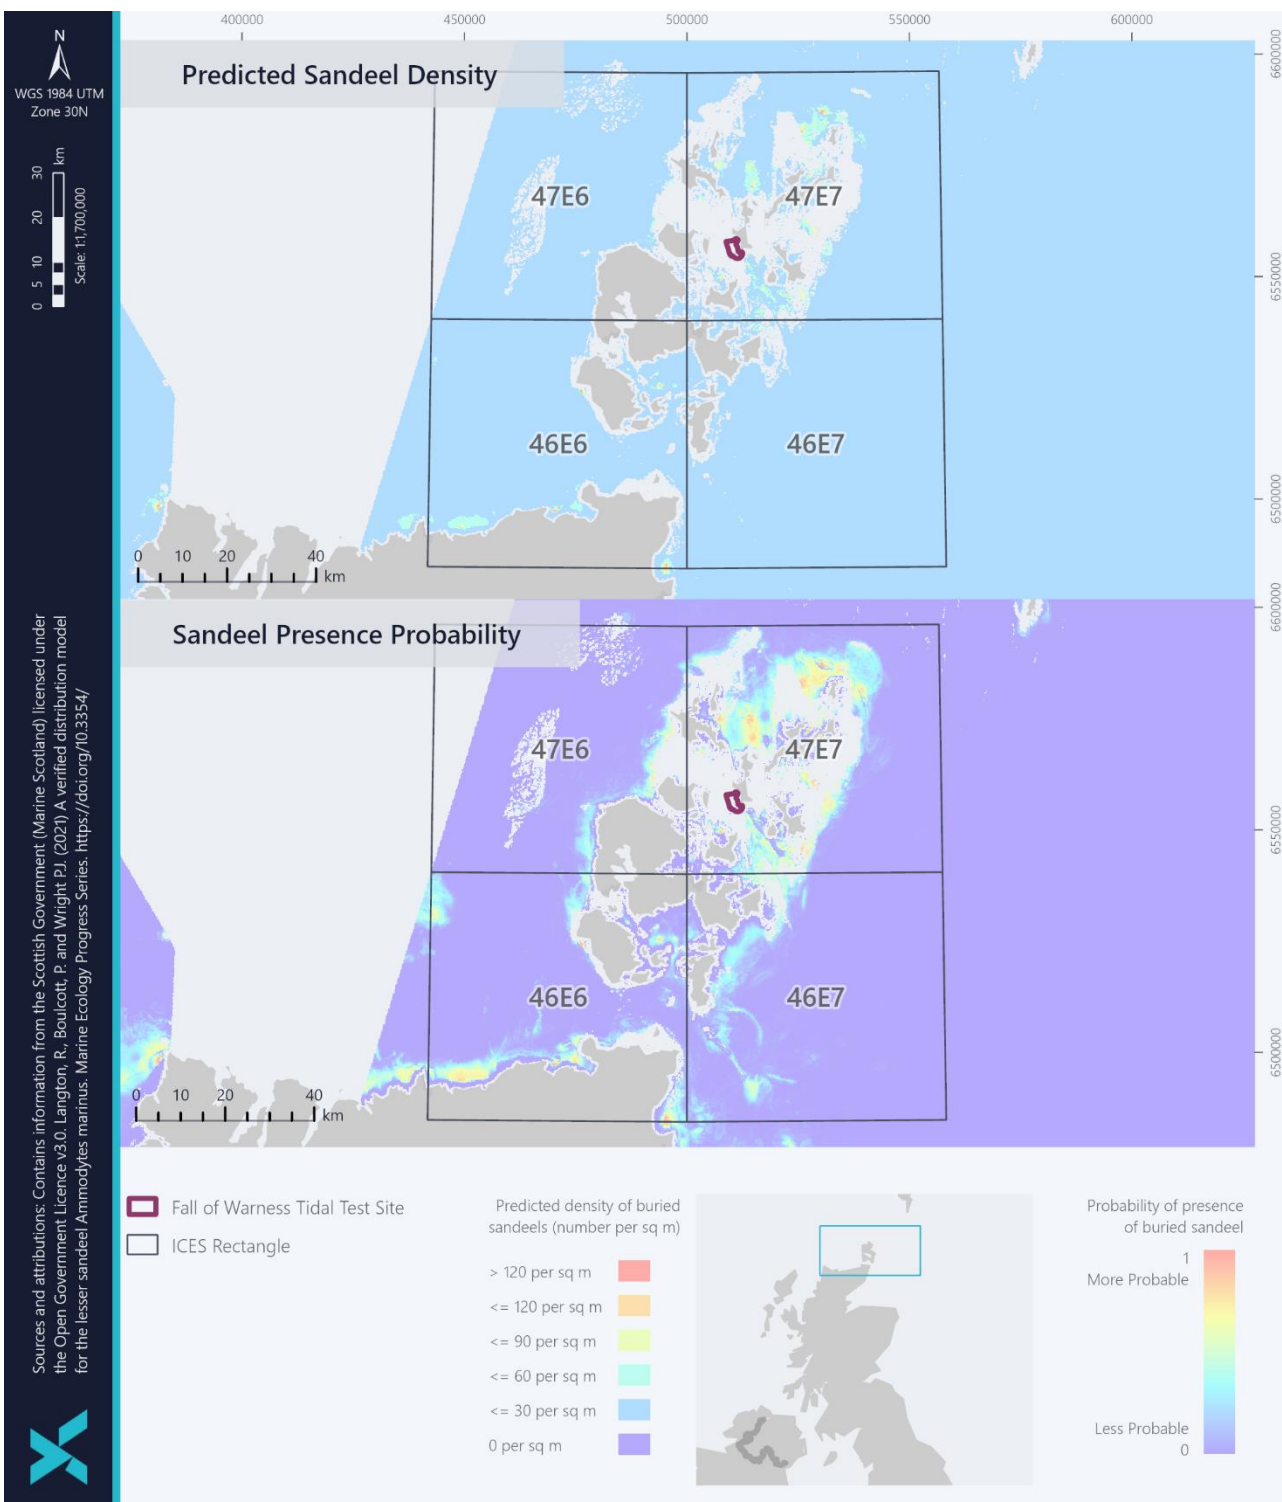 400000
450000
500000
550000
600000
N
WGS 1984 UTM
Zone 30N
0 5 10 20 30 km
Scale: 1:1,700,000
Predicted Sandeel Density
47E6
47E7
46E6
46E7
0 10 20 40
km
6600000
6550000
6500000
Sandeel Presence Probability
47E6
47E7
46E6
46E7
0 10 20 40
km
6600000
6550000
6500000
Sources and attributions: Contains information from the Scottish Government (Marine Scotland) licensed under
the Open Government Licence v3.0. Langton, R., Boulcott, P. and Wright P.J. (2021) A verified distribution model
for the lesser sandeel Ammodytes marinus. Marine Ecology Progress Series. https://doi.org/10.3354/
Fall of Warness Tidal Test Site
ICES Rectangle
Predicted density of buried
sandeels (number per sq m)
> 120 per sq m
<= 120 per sq m
<= 90 per sq m
<= 60 per sq m
<= 30 per sq m
0 per sq m
Probability of presence
of buried sandeel
1
More Probable
Less Probable
0